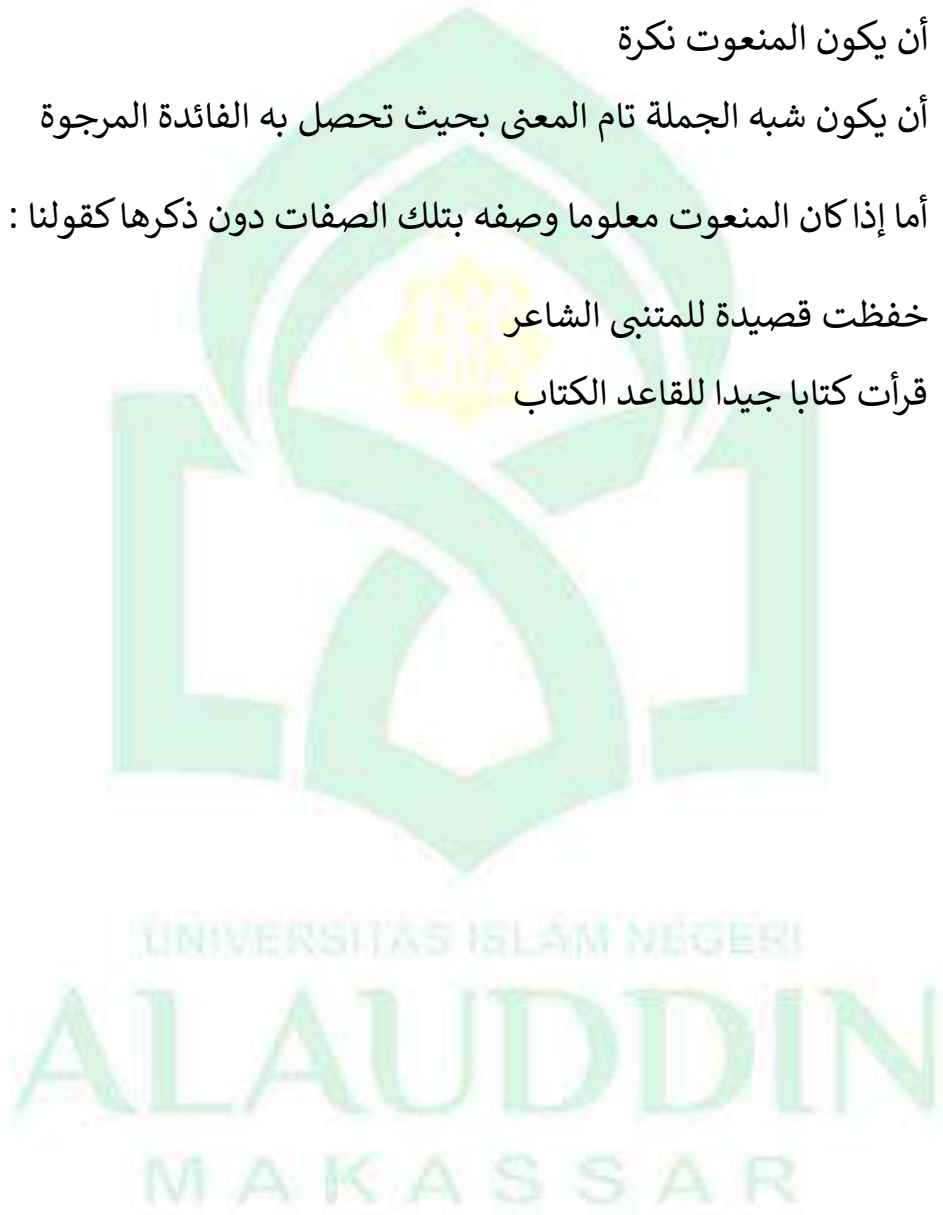 أن يكون المنعوت نكرة
أن يكون شبه الجملة تام المعنى بحيث تحصل به الفائدة المرجوة
أما إذا كان المنعوت معلوما وصفه بتلك الصفات دون ذكرها كقولنا :
خفظت قصيدة للمتنبى الشاعر
قرأت كتابا جيدا للقاعد الكتاب
UNIVERSITAS ISLAM NEGERI
ALAUDDIN
MAKASSAR